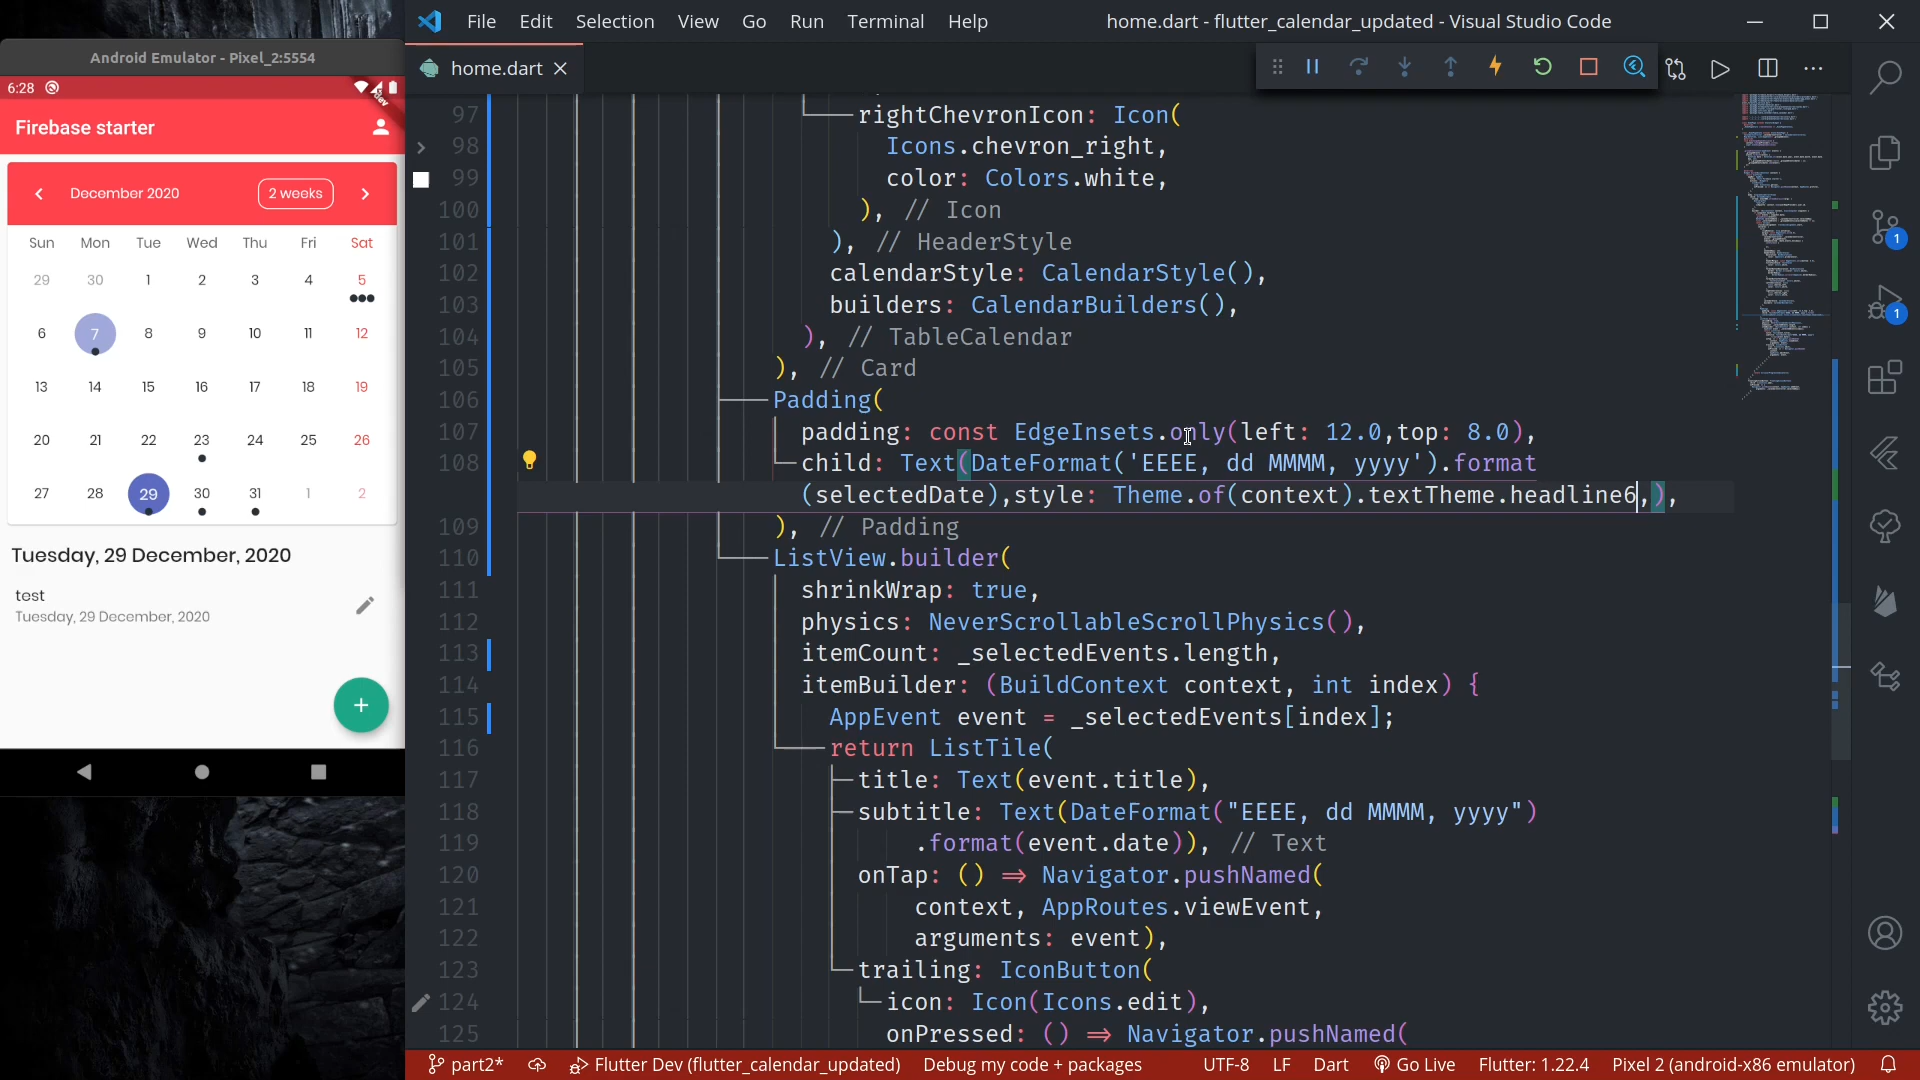 File Edit Selection View Go Run Terminal Help
home.dart - flutter_calendar_updated - Visual Studio Code
Android Emulator - Pixel_2:5554
home.dart
6:28
dev
Firebase starter
December 2020 2 weeks
Sun Mon Tue Wed Thu Fri Sat
29 30 1 2 3 4 5
6 7 8 9 10 11 12
13 14 15 16 17 18 19
20 21 22 23 24 25 26
27 28 29 30 31 1 2
Tuesday, 29 December, 2020
test
Tuesday, 29 December, 2020
+
97 rightChevronIcon: Icon(
98 Icons.chevron_right,
99 color: Colors.white,
100 ), // Icon
101 ), // HeaderStyle
102 calendarStyle: CalendarStyle(),
103 builders: CalendarBuilders(),
104 ), // TableCalendar
105 ), // Card
106 Padding(
107 padding: const EdgeInsets.only(left: 12.0,top: 8.0),
108 child: Text(DateFormat('EEEE, dd MMMM, yyyy').format
(selectedDate),style: Theme.of(context).textTheme.headline6,),
109 ), // Padding
110 ListView.builder(
111 shrinkWrap: true,
112 physics: NeverScrollableScrollPhysics(),
113 itemCount: _selectedEvents.length,
114 itemBuilder: (BuildContext context, int index) {
115 AppEvent event = _selectedEvents[index];
116 return ListTile(
117 title: Text(event.title),
118 subtitle: Text(DateFormat("EEEE, dd MMMM, yyyy")
119 .format(event.date)), // Text
120 onTap: () => Navigator.pushNamed(
121 context, AppRoutes.viewEvent,
122 arguments: event),
123 trailing: IconButton(
124 icon: Icon(Icons.edit),
125 onPressed: () => Navigator.pushNamed(
1
1
part2* Flutter Dev (flutter_calendar_updated) Debug my code + packages UTF-8 LF Dart Go Live Flutter: 1.22.4 Pixel 2 (android-x86 emulator)